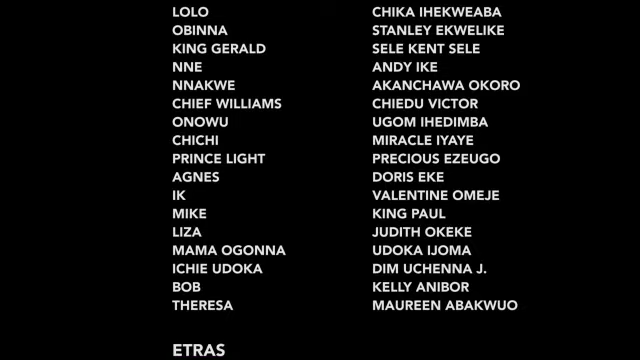 LOLO CHIKA IHEKWEABA
OBINNA STANLEY EKWELIKE
KING GERALD SELE KENT SELE
NNE ANDY IKE
NNAKWE AKANCHAWA OKORO
CHIEF WILLIAMS CHIEDU VICTOR
ONOWU UGOM IHEDIMBA
CHICHI MIRACLE IYAYE
PRINCE LIGHT PRECIOUS EZEUGO
AGNES DORIS EKE
IK VALENTINE OMEJE
MIKE KING PAUL
LIZA JUDITH OKEKE
MAMA OGONNA UDOKA IJOMA
ICHIE UDOKA DIM UCHENNA J.
BOB KELLY ANIBOR
THERESA MAUREEN ABAKWUO
ETRAS